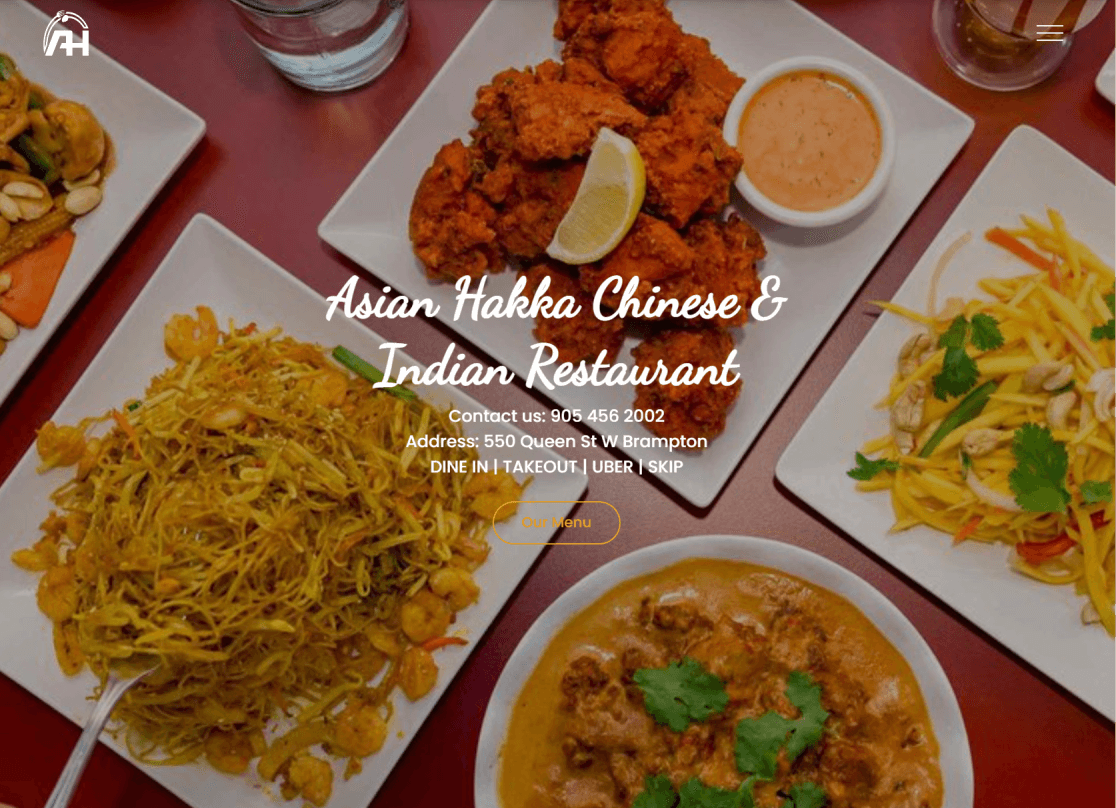 AH
Asian Hakka Chinese &
Indian Restaurant
Contact us: 905 456 2002
Address: 550 Queen St W Brampton
DINE IN | TAKEOUT | UBER | SKIP
Our Menu